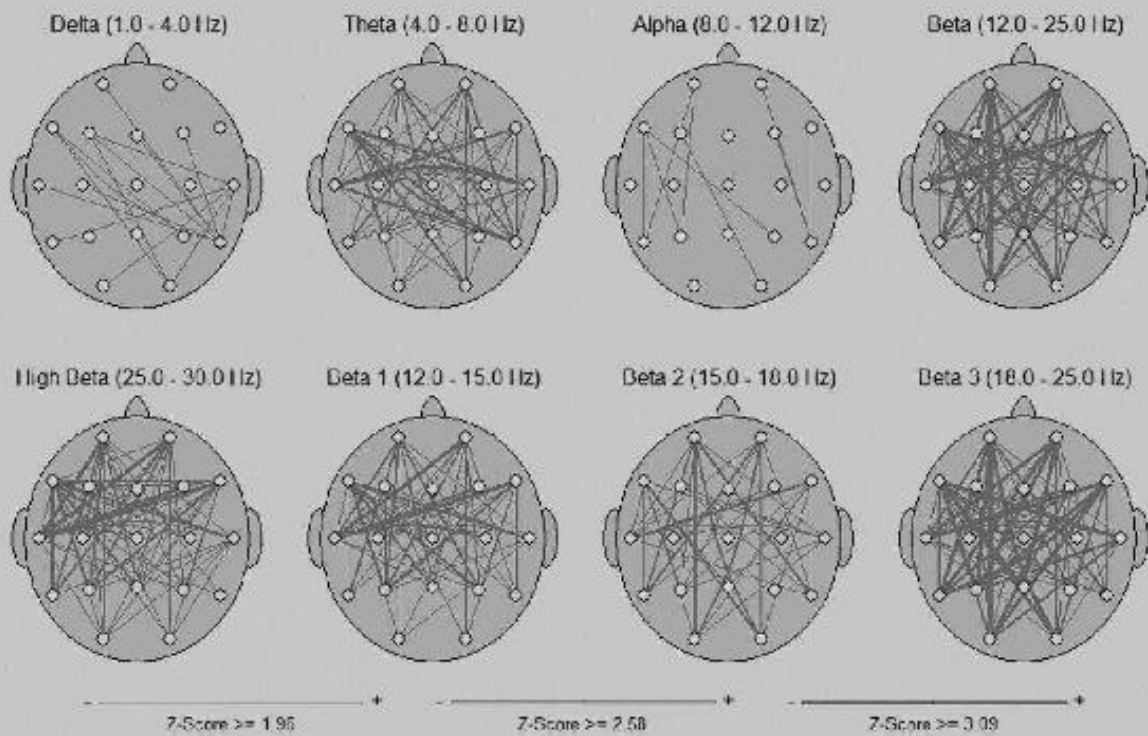 Delta (1.0 - 4.0 Hz)
Theta (4.0 - 8.0 Hz)
Alpha (8.0 - 12.0 Hz)
Beta (12.0 - 25.0 Hz)
High Beta (25.0 - 30.0 Hz)
Beta 1 (12.0 - 15.0 Hz)
Beta 2 (15.0 - 18.0 Hz)
Beta 3 (18.0 - 25.0 Hz)
- +
- +
- +
Z-Score >= 1.96
Z-Score >= 2.58
Z-Score >= 3.09